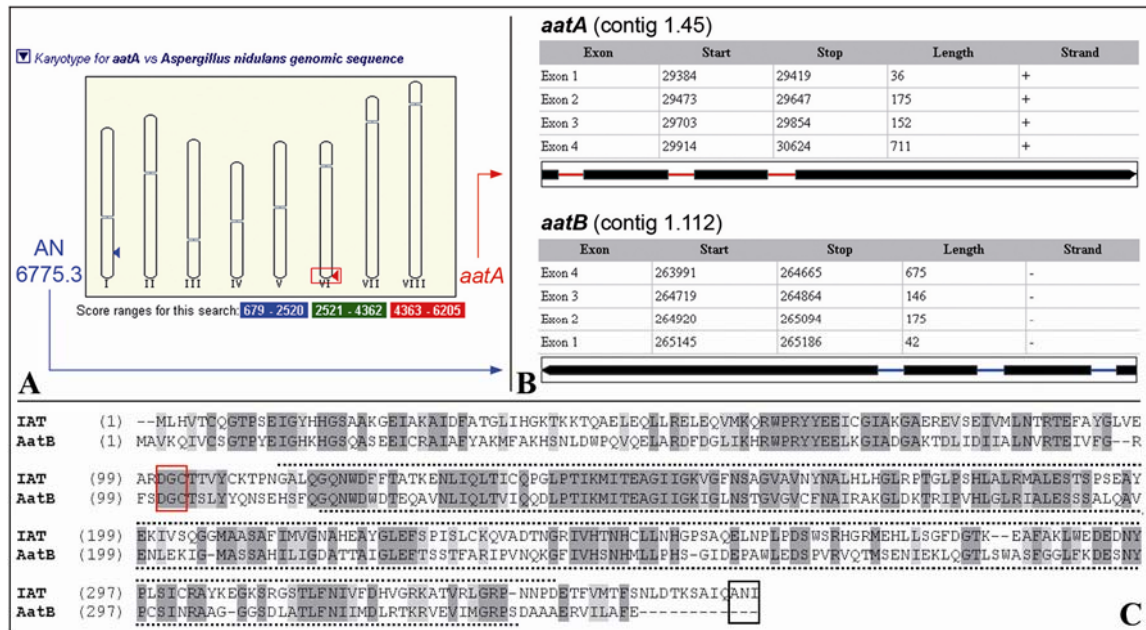 Karyotype for aatA vs Aspergillus nidulans genomic sequence
I II III IV V VI VII VIII
AN
6775.3
aatA
Score ranges for this search: 679 - 2520 2521 - 4362 4363 - 6205
A
B
aatA (contig 1.45)
Exon Start Stop Length Strand
Exon 1 29384 29419 36 +
Exon 2 29473 29647 175 +
Exon 3 29703 29854 152 +
Exon 4 29914 30624 711 +
aatB (contig 1.112)
Exon Start Stop Length Strand
Exon 4 263991 264665 675 -
Exon 3 264719 264864 146 -
Exon 2 264920 265094 175 -
Exon 1 265145 265186 42 -
IAT (1) --MLHVTCQGTPSEIGYHHGSAAKGEIAKAIDFATGLIHGKTKKTQAELEQLLRELEQVMKQRWPRYYEEICGIAKGAEREVSEIVMLNTRTEFAYGLVE
AatB (1) MAVKQIVCSGTPYEIGHKHGSQASEEICRAIAFYAKMFAKHSNLDWPQVQELARDFDGLIKHRWPRYYEELKGIADGAKTDLIDIIALNVRTEIVFG--R
IAT (99) ARDGCTTVYCKTPNGALQGQNWDFFTATKENLIQLTICQPGLPTIKMITEAGIIGKVGFNSAGVAVNYNALHLHGLRPTGLPSHLALRMALESTSPSEAY
AatB (99) FSDGCTSLYYQNSEHSFQGQNWDWDTEQAVNLIQLTVIQQDLPTIKMITEAGIIGKIGLNSTGVGVCFNAIRAKGLDKTRIPVHLGLRIALESSSALQAV
IAT (199) EKIVSQGGMAASAFIMVGNAHEAYGLEFSPISLCKQVADTNGRIVHTNHCLLNHGPSAQELNPLPDSWSRHGRMEHLLSGFDGTK--EAFAKLWEDEDNY
AatB (199) ENLEKIG-MASSAHILIGDATTAIGLEFTSSTFARIPVNQKGFIVHSNHMLLPHS-GIDEPAWLEDSPVRVQTMSENIEKLQGTLSWASFGGLFKDESNY
IAT (297) PLSICRAYKEGKSRGSTLFNIVFDHVGRKATVRLGRP--NNPDETFVMTFSNLDTKSAIQANI
AatB (297) PCSINRAAG-GGSDLATLFNIIMDLRTKRVEVIMGRPSDAAAERVILAFE-------------
C